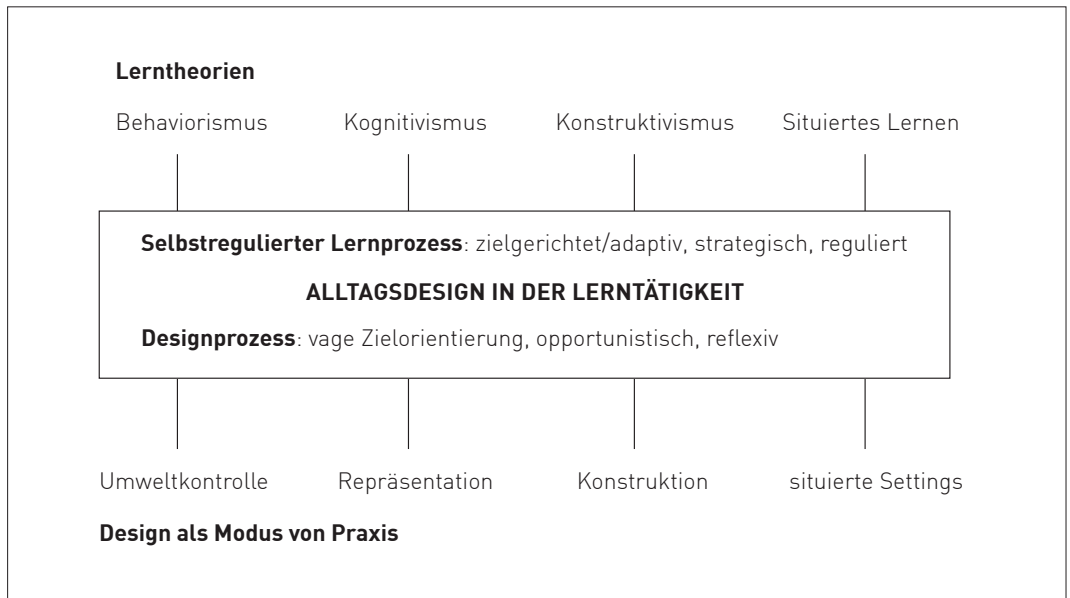 Lerntheorien
Behaviorismus Kognitivismus Konstruktivismus Situiertes Lernen
Selbstregulierter Lernprozess: zielgerichtet/adaptiv, strategisch, reguliert
ALLTAGSDESIGN IN DER LERNTÄTIGKEIT
Designprozess: vage Zielorientierung, opportunistisch, reflexiv
Umweltkontrolle Repräsentation Konstruktion situierte Settings
Design als Modus von Praxis